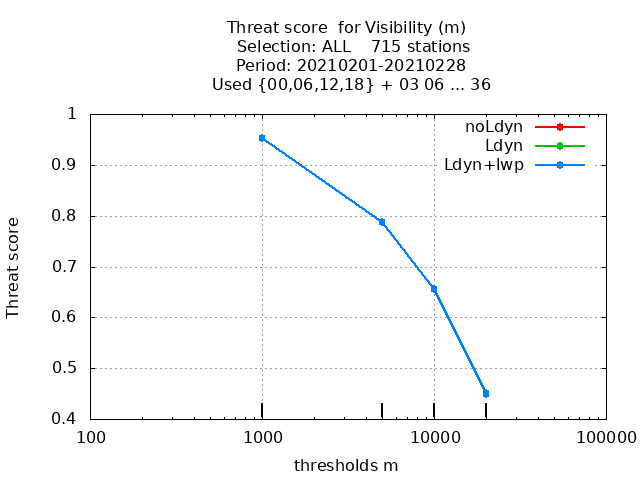 Threat score  for Visibility (m)
Selection: ALL    715 stations
Period: 20210201-20210228
Used {00,06,12,18} + 03 06 ... 36
noLdyn
Ldyn
Ldyn+lwp
1
0.9
0.8
0.7
0.6
0.5
0.4
Threat score
100
1000
10000
100000
thresholds m